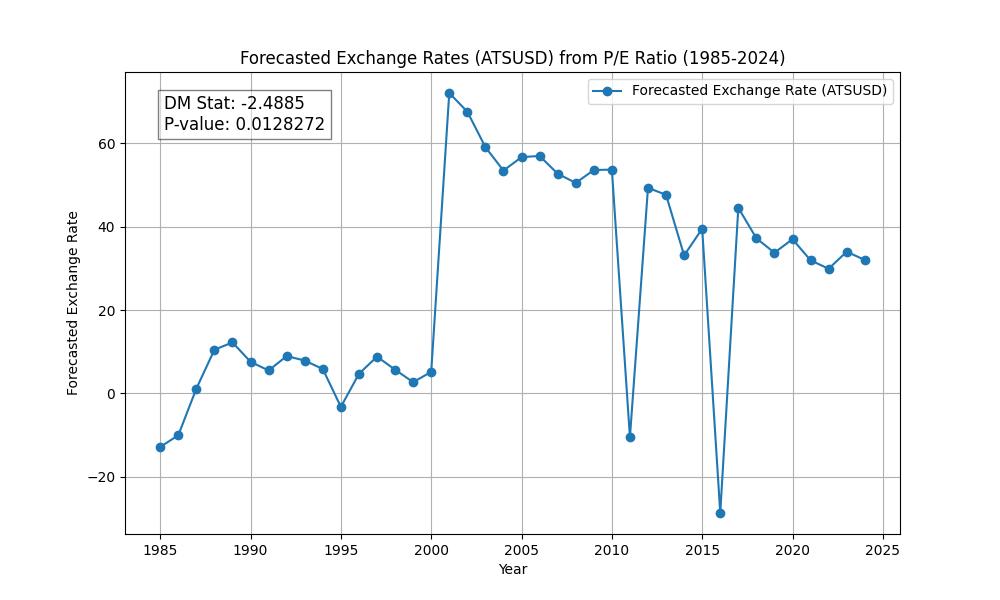 Forecasted Exchange Rates (ATSUSD) from P/E Ratio (1985-2024)
DM Stat: -2.4885
P-value: 0.0128272
Forecasted Exchange Rate (ATSUSD)
Forecasted Exchange Rate
60
40
20
0
−20
1985 1990 1995 2000 2005 2010 2015 2020 2025
Year